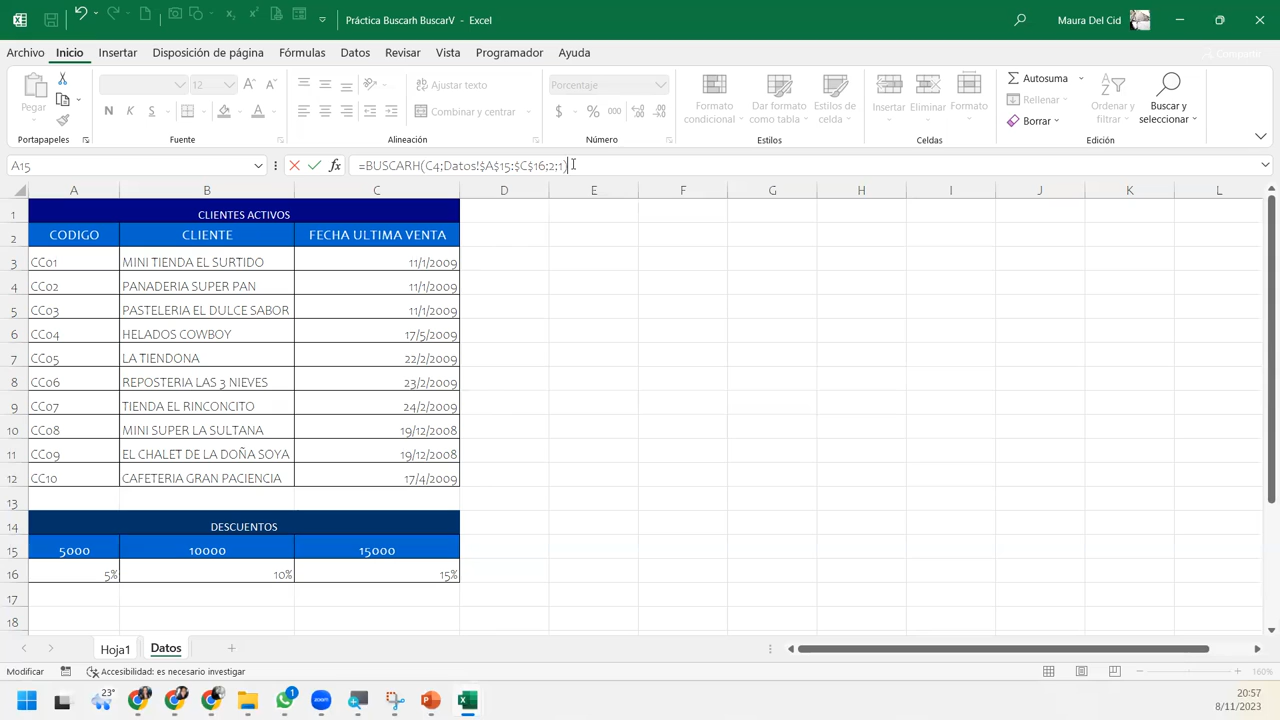 Práctica Buscarh BuscarV - Excel
Maura Del Cid
Archivo Inicio Insertar Disposición de página Fórmulas Datos Revisar Vista Programador Ayuda
Pegar
12
N K S
Ajustar texto
Combinar y centrar
Porcentaje
$ % 000
Formato condicional
Dar formato como tabla
Estilos de celda
Insertar
Eliminar
Formato
Autosuma
Rellenar
Borrar
Ordenar y filtrar
Buscar y seleccionar
Portapapeles Fuente Alineación Número Estilos Celdas Edición
A15 fx =BUSCARH(C4;Datos!$A$15:$C$16;2;1)
A B C D E F G H I J K L
1 CLIENTES ACTIVOS
2 CODIGO CLIENTE FECHA ULTIMA VENTA
3 CC01 MINI TIENDA EL SURTIDO 11/1/2009
4 CC02 PANADERIA SUPER PAN 11/1/2009
5 CC03 PASTELERIA EL DULCE SABOR 11/1/2009
6 CC04 HELADOS COWBOY 17/5/2009
7 CC05 LA TIENDONA 22/2/2009
8 CC06 REPOSTERIA LAS 3 NIEVES 23/2/2009
9 CC07 TIENDA EL RINCONCITO 24/2/2009
10 CC08 MINI SUPER LA SULTANA 19/12/2008
11 CC09 EL CHALET DE LA DOÑA SOYA 19/12/2008
12 CC10 CAFETERIA GRAN PACIENCIA 17/4/2009
13
14 DESCUENTOS
15 5000 10000 15000
16 5% 10% 15%
17
18
Hoja1 Datos
Modificar Accesibilidad: es necesario investigar 160%
23°
1
zoom
20:57
8/11/2023